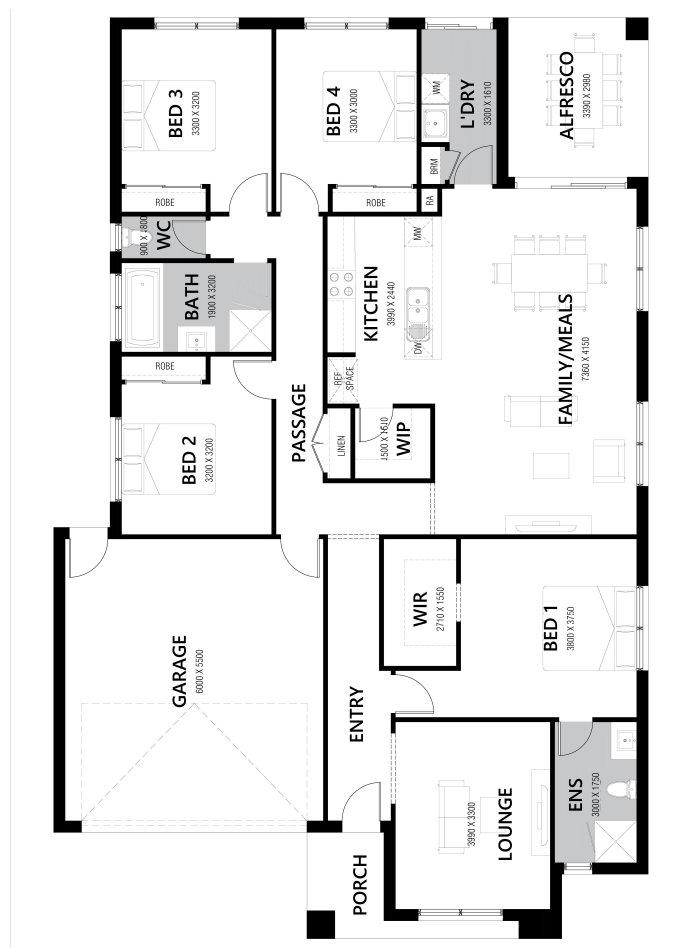 BED 3
3300 X 3200
ROBE
BED 4
3300 X 3000
ROBE
L'DRY
3300 X 1610
WM
BRM
RA
ALFRESCO
3390 X 2980
WC
900 X 1800
BATH
1900 X 3200
ROBE
BED 2
3200 X 3200
PASSAGE
KITCHEN
3990 X 2440
MW
DW
REF
SPACE
LINEN
WIP
1500 X 1510
FAMILY/MEALS
7360 X 4150
GARAGE
6000 X 5500
ENTRY
WIR
2710 X 1550
BED 1
3800 X 3750
LOUNGE
3990 X 3300
ENS
3000 X 1750
PORCH